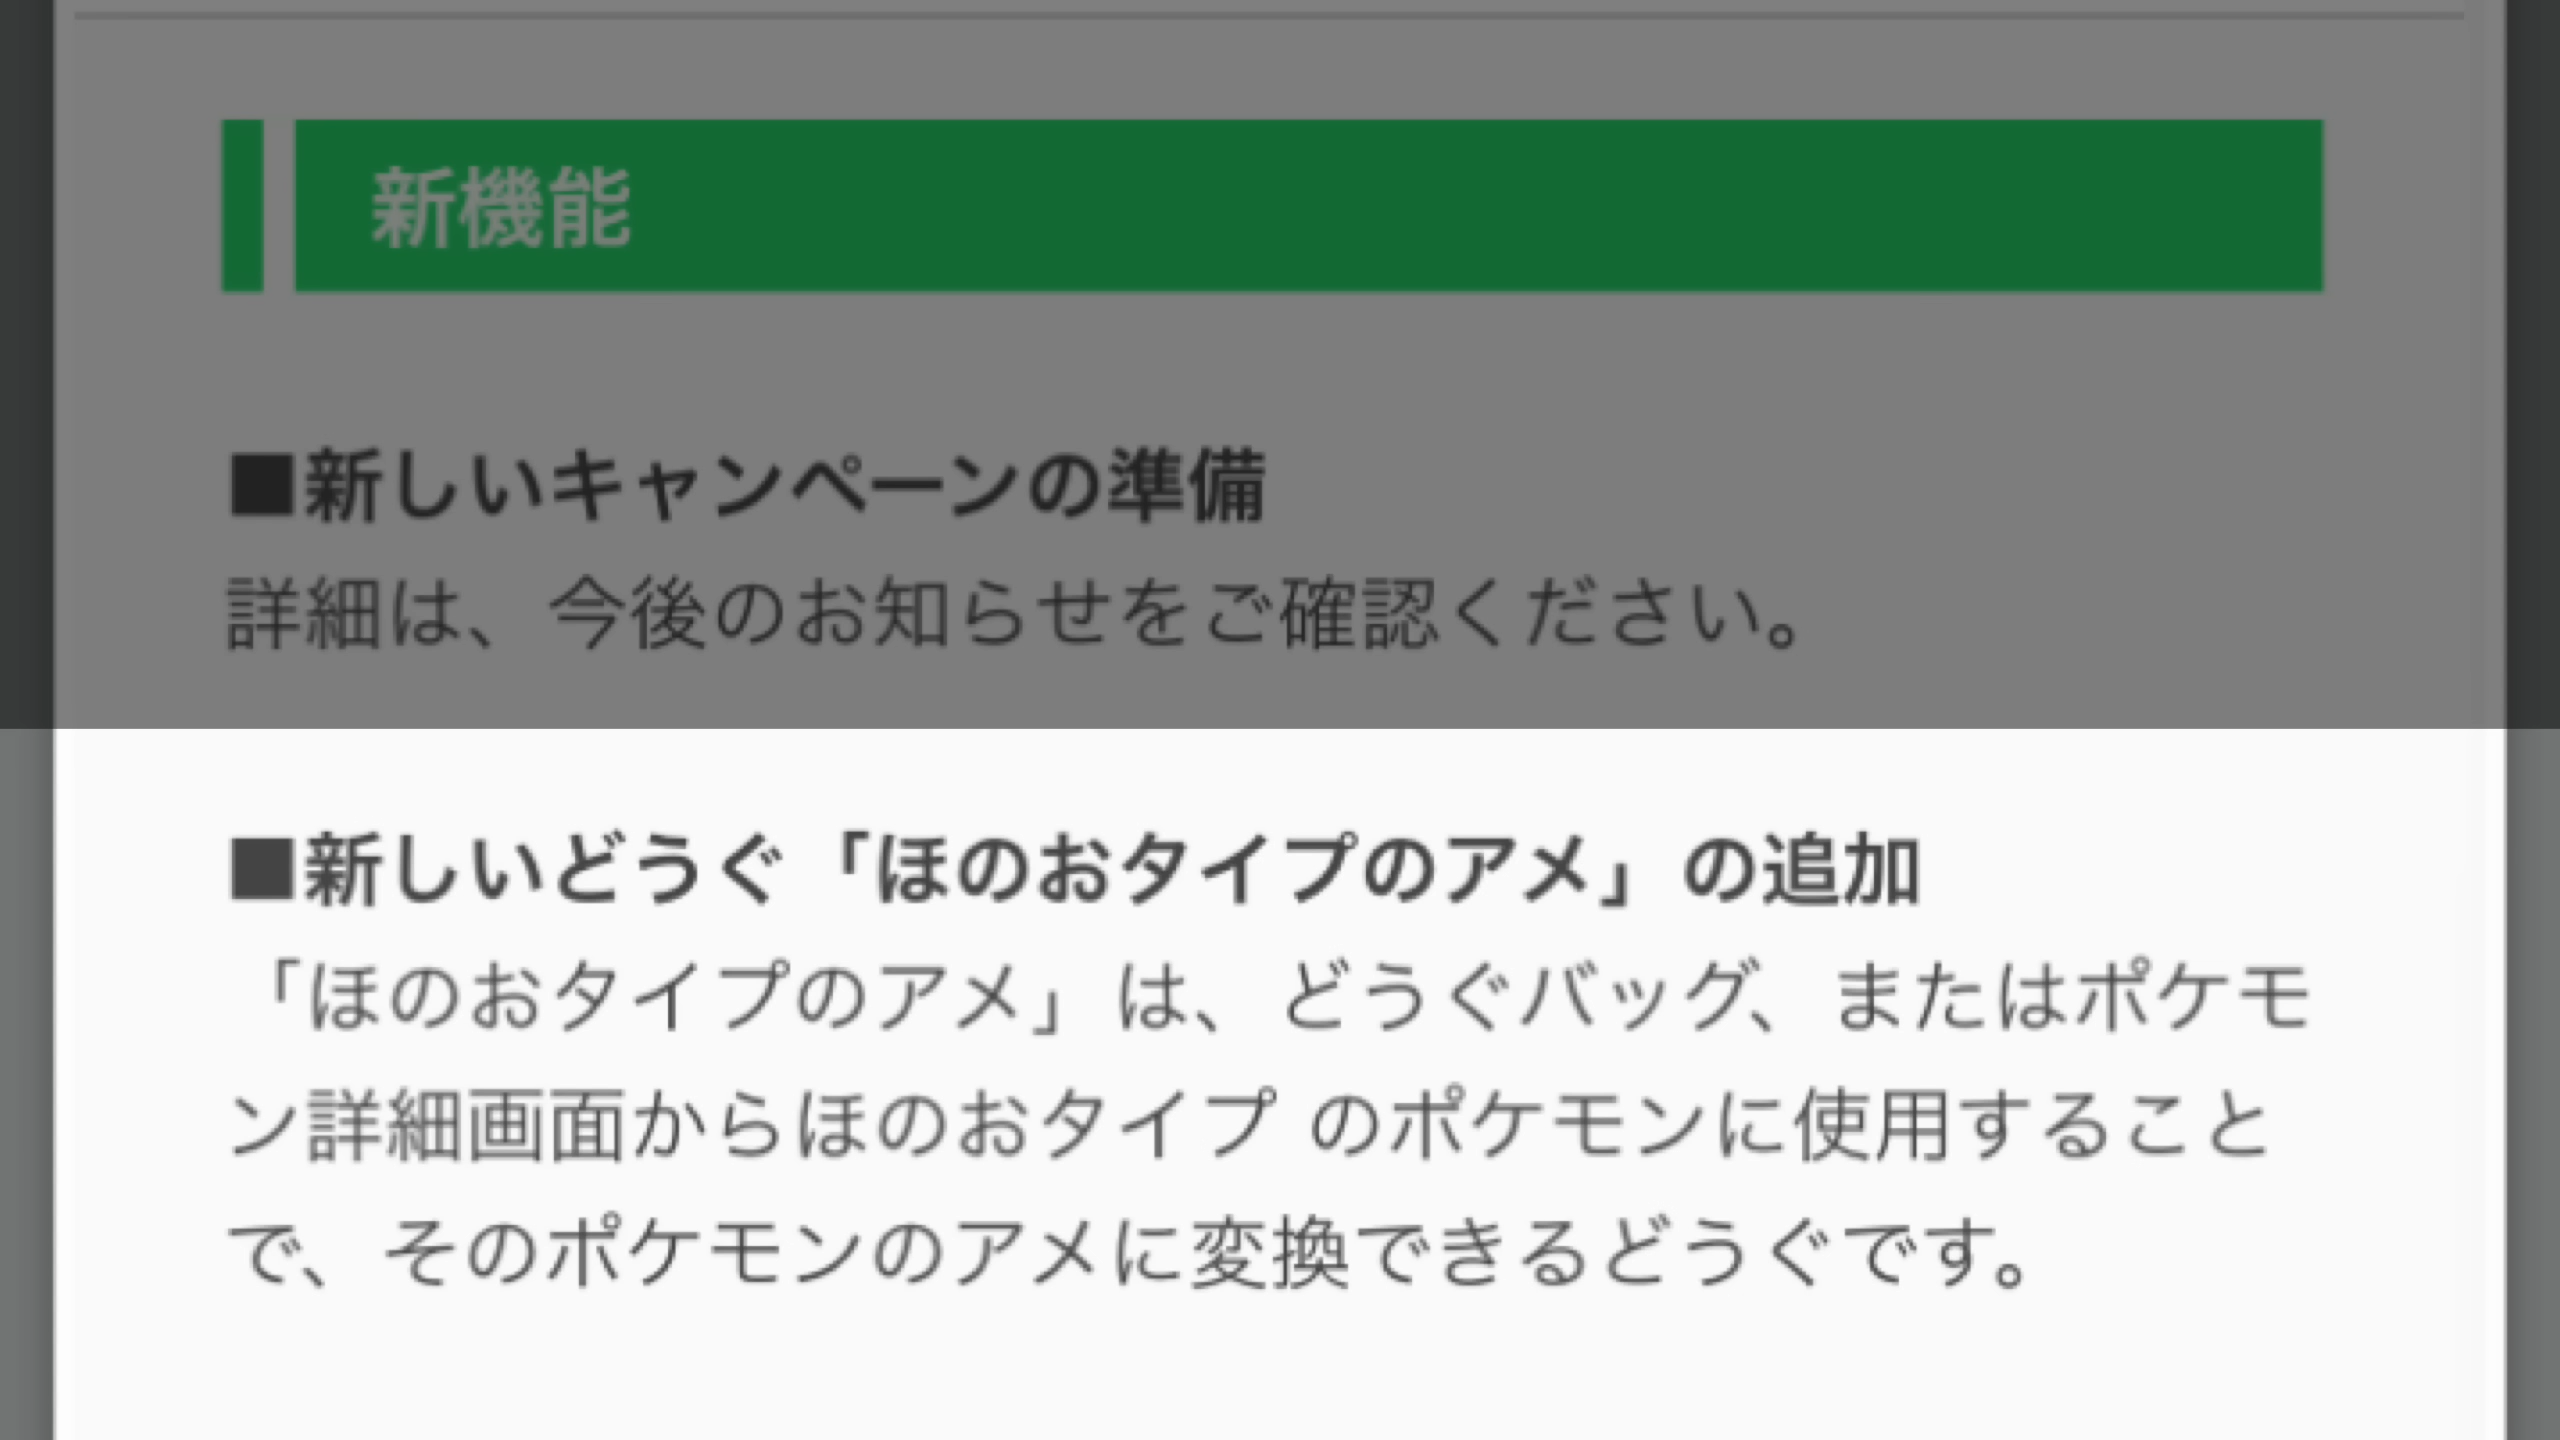 新機能
■新しいキャンペーンの準備
詳細は、今後のお知らせをご確認ください。
■新しいどうぐ「ほのおタイプのアメ」の追加
「ほのおタイプのアメ」は、どうぐバッグ、またはポケモ
ン詳細画面からほのおタイプ のポケモンに使用すること
で、そのポケモンのアメに変換できるどうぐです。